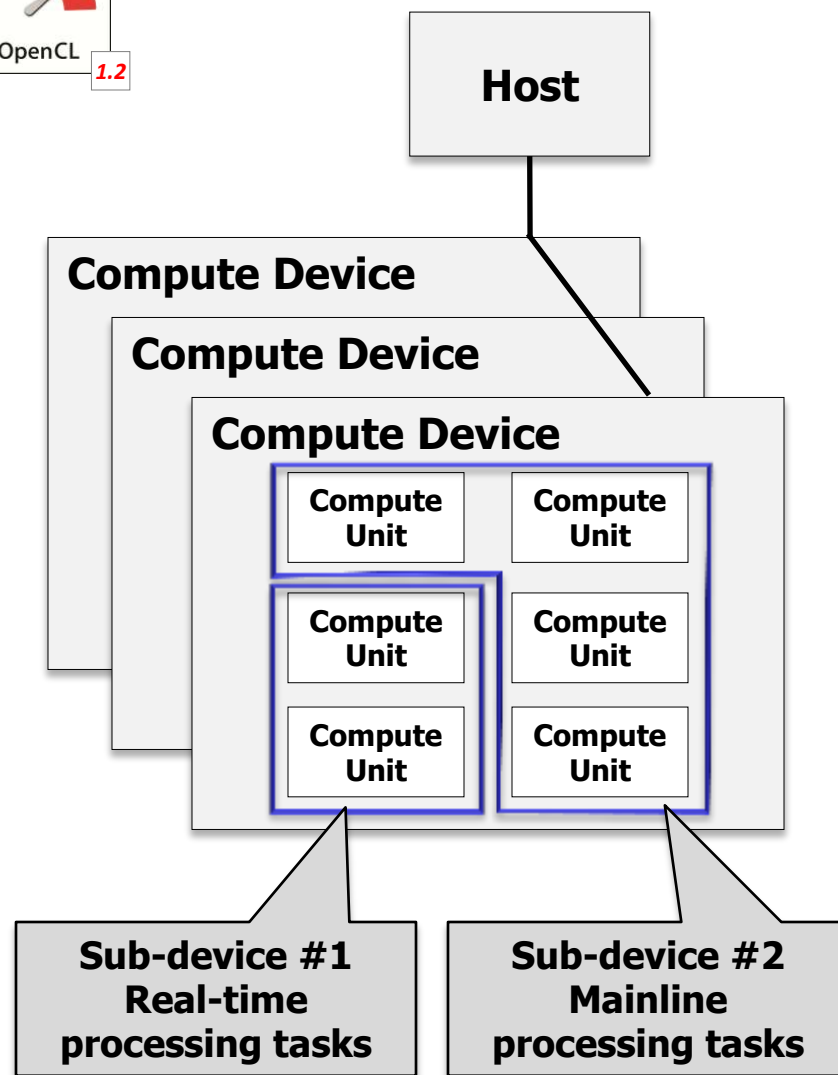 OpenCL
1.2
Host
Compute Device
Compute Device
Compute Device
Compute
Unit
Compute
Unit
Compute
Unit
Compute
Unit
Compute
Unit
Compute
Unit
Sub-device #1
Real-time
processing tasks
Sub-device #2
Mainline
processing tasks